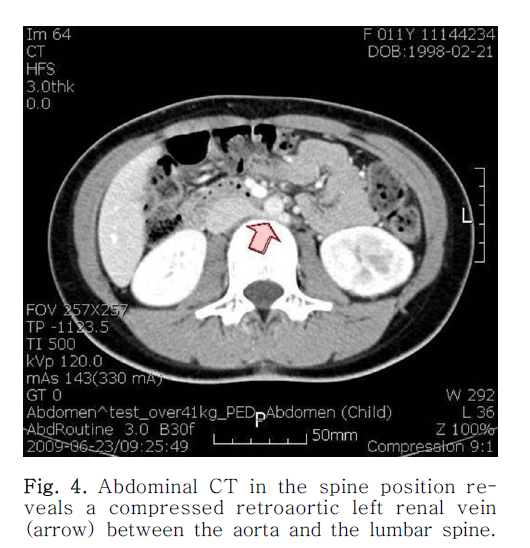 Im 64
CT
HFS
3.0thk
0.0
F 011Y 11144234
DOB:1998-02-21
L
FOV 257X257
TP -1123.5
TI 500
kVp 120.0
mAs 143(330 mA)
GT 0
Abdomen^test_over41kg_PED_Abdomen (Child)
AbdRoutine 3.0 B30f
2009-06-23/09:25:49
P
50mm
W 292
L 36
Z 100%
Compression 9:1
Fig. 4. Abdominal CT in the spine position re-
veals a compressed retroaortic left renal vein
(arrow) between the aorta and the lumbar spine.